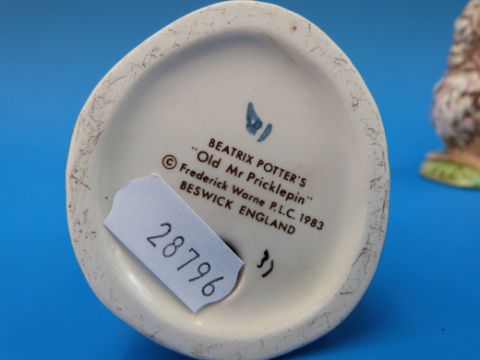 BEATRIX POTTER'S
"Old Mr Pricklepin"
© Frederick Warne P.L.C. 1983
BESWICK ENGLAND
28796